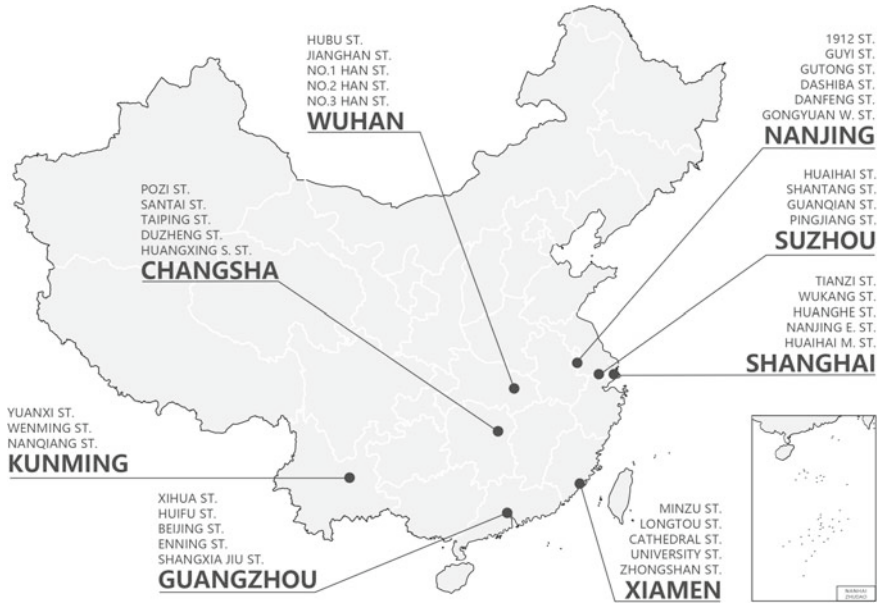 HUBU ST.
JIANGHAN ST.
NO.1 HAN ST.
NO.2 HAN ST.
NO.3 HAN ST.
WUHAN
1912 ST.
GUYI ST.
GUTONG ST.
DASHIBA ST.
DANFENG ST.
GONGYUAN W. ST.
NANJING
POZI ST.
SANTAI ST.
TAIPING ST.
DUZHENG ST.
HUANGXING S. ST.
CHANGSHA
HUAIHAI ST.
SHANTANG ST.
GUANQIAN ST.
PINGJIANG ST.
SUZHOU
TIANZI ST.
WUKANG ST.
HUANGHE ST.
NANJING E. ST.
HUAIHAI M. ST.
SHANGHAI
YUANXI ST.
WENMING ST.
NANQIANG ST.
KUNMING
XIHUA ST.
HUIFU ST.
BEIJING ST.
ENNING ST.
SHANGXIA JIU ST.
GUANGZHOU
MINZU ST.
LONGTOU ST.
CATHEDRAL ST.
UNIVERSITY ST.
ZHONGSHAN ST.
XIAMEN